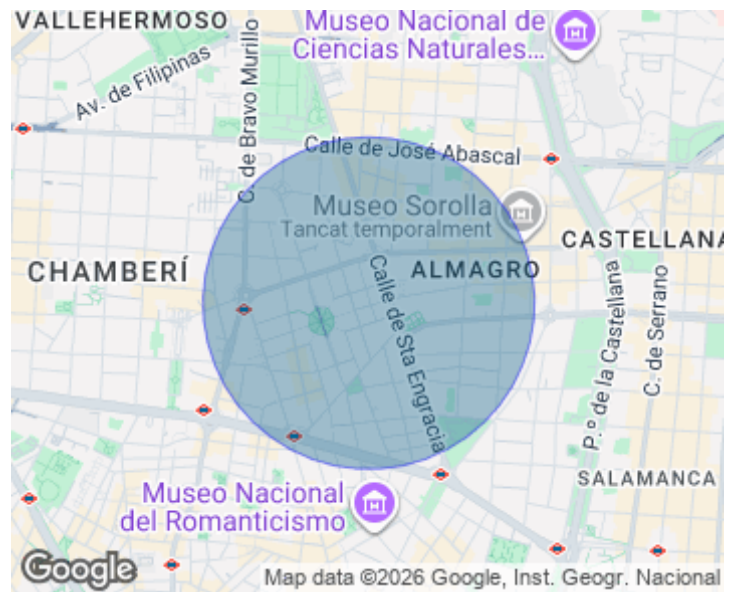 VALLEHERMOSO
Museo Nacional de
Ciencias Naturales...
Av. de Filipinas
C. de Bravo Murillo
Calle de José Abascal
Museo Sorolla
Tancat temporalment
CASTELLANA
CHAMBERÍ
ALMAGRO
Calle de Sta Engracia
P.º de la Castellana
C. de Serrano
SALAMANCA
Museo Nacional
del Romanticismo
Google
Map data ©2026 Google, Inst. Geogr. Nacional